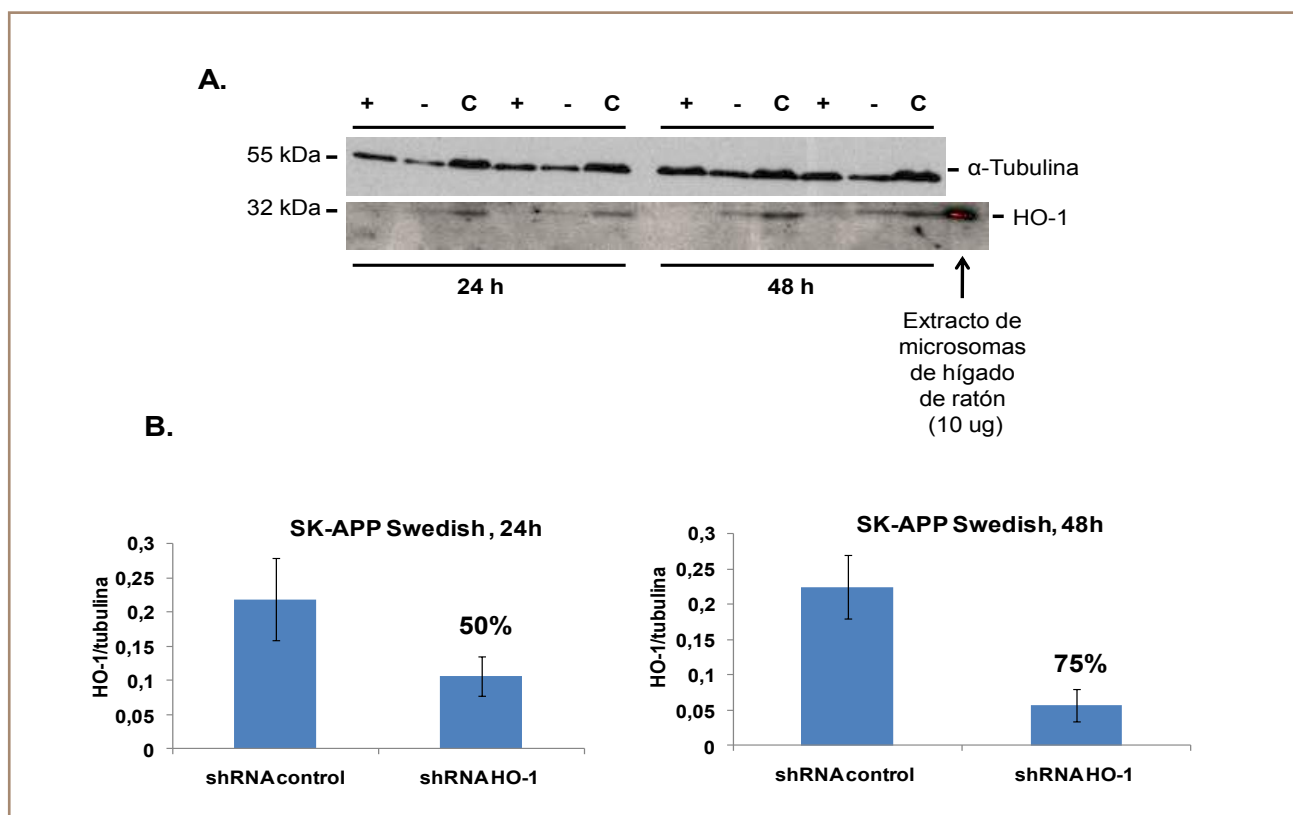 A.
+ - C + - C + - C + - C
55 kDa
α-Tubulina
32 kDa
HO-1
24 h
48 h
Extracto de
microsomas
de hígado
de ratón
(10 ug)
B.
SK-APP Swedish , 24h
HO-1/tubulina
0,3
0,25
0,2
0,15
0,1
0,05
0
50%
shRNAcontrol
shRNAHO-1
SK-APP Swedish, 48h
HO-1/tubulina
0,3
0,25
0,2
0,15
0,1
0,05
0
75%
shRNAcontrol
shRNAHO-1